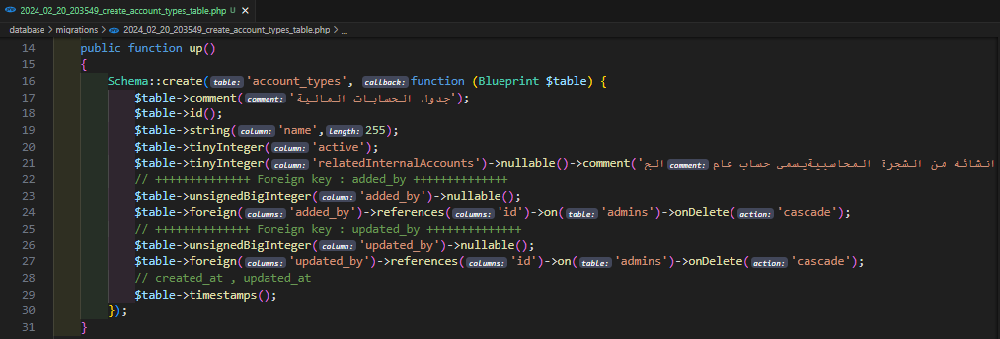 2024_02_20_203549_create_account_types_table.php U
database > migrations > 2024_02_20_203549_create_account_types_table.php > ...
14 public function up()
15 {
16 Schema::create(table: 'account_types', callback: function (Blueprint $table) {
17 $table->comment(comment: 'جدول الحسابات المالية');
18 $table->id();
19 $table->string(column: 'name',length: 255);
20 $table->tinyInteger(column: 'active');
21 $table->tinyInteger(column: 'relatedInternalAccounts')->nullable()->comment(comment: 'الح انشائه من الشجرة المحاسبيةيسمي حساب عام
22 // ++++++++++++++ Foreign key : added_by ++++++++++++++
23 $table->unsignedBigInteger(column: 'added_by')->nullable();
24 $table->foreign(columns: 'added_by')->references(columns: 'id')->on(table: 'admins')->onDelete(action: 'cascade');
25 // ++++++++++++++ Foreign key : updated_by ++++++++++++++
26 $table->unsignedBigInteger(column: 'updated_by')->nullable();
27 $table->foreign(columns: 'updated_by')->references(columns: 'id')->on(table: 'admins')->onDelete(action: 'cascade');
28 // created_at , updated_at
29 $table->timestamps();
30 });
31 }